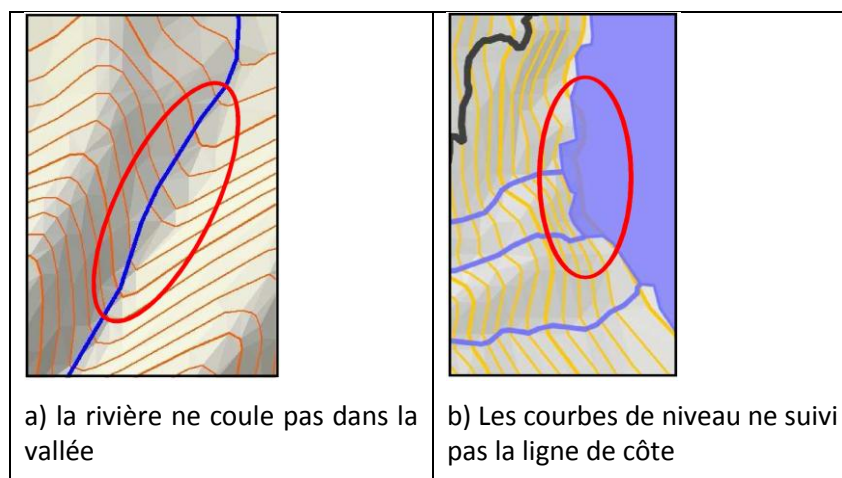 a) la rivière ne coule pas dans la
vallée
b) Les courbes de niveau ne suivi
pas la ligne de côte